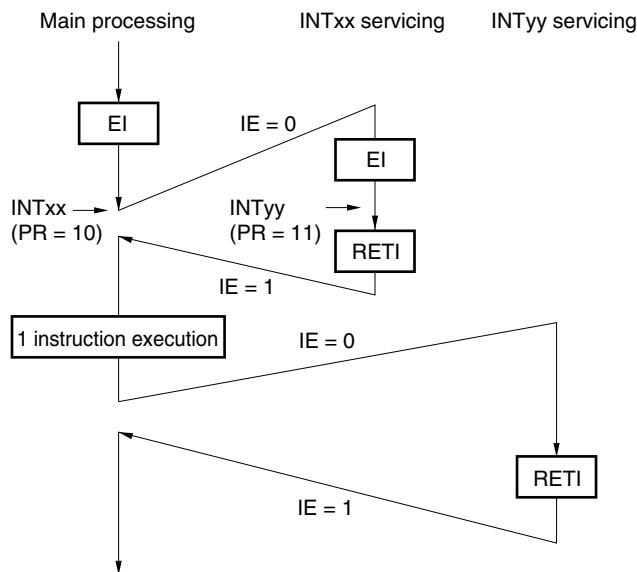 Main processing
INTxx servicing
INTyy servicing
EI
IE = 0
EI
INTxx
(PR = 10)
INTyy
(PR = 11)
RETI
IE = 1
1 instruction execution
IE = 0
RETI
IE = 1